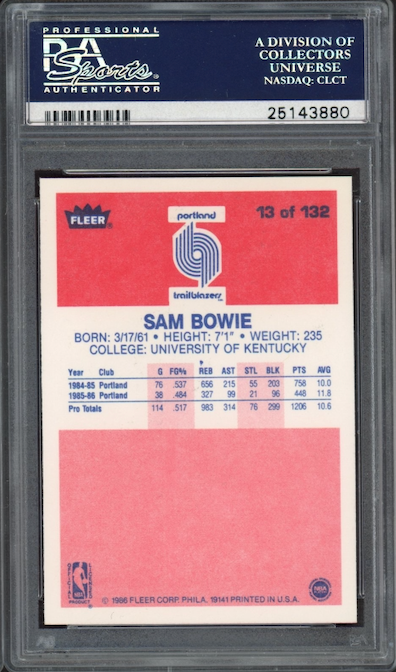 PROFESSIONAL
PSA
Sports
AUTHENTICATOR
A DIVISION OF
COLLECTORS
UNIVERSE
NASDAQ: CLCT
25143880
FLEER
portland
13 of 132
trailblazers
SAM BOWIE
BORN: 3/17/61 • HEIGHT: 7'1" • WEIGHT: 235
COLLEGE: UNIVERSITY OF KENTUCKY
Year Club G FG% REB AST STL BLK PTS AVG
1984-85 Portland 76 .537 656 215 55 203 758 10.0
1985-86 Portland 38 .484 327 99 21 96 448 11.8
Pro Totals 114 .517 983 314 76 299 1206 10.6
NBA
PRODUCT
© 1986 FLEER CORP. PHILA. 19141 PRINTED IN U.S.A.